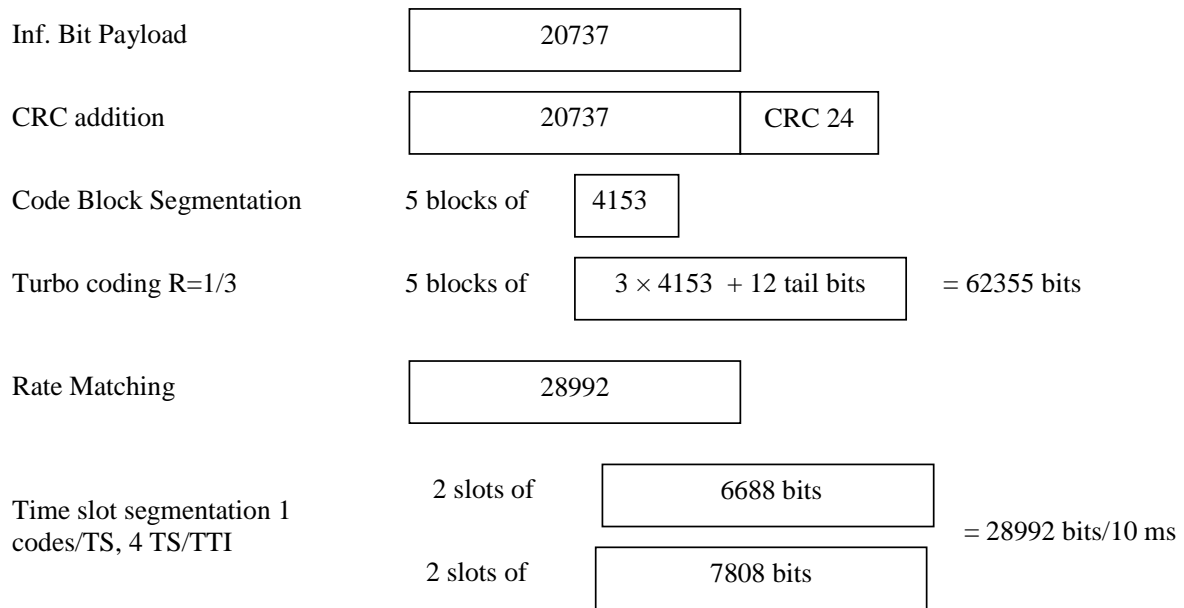 Inf. Bit Payload 20737
CRC addition 20737 CRC 24
Code Block Segmentation 5 blocks of 4153
Turbo coding R=1/3 5 blocks of 3 × 4153 + 12 tail bits = 62355 bits
Rate Matching 28992
2 slots of 6688 bits
Time slot segmentation 1
codes/TS, 4 TS/TTI
= 28992 bits/10 ms
2 slots of 7808 bits